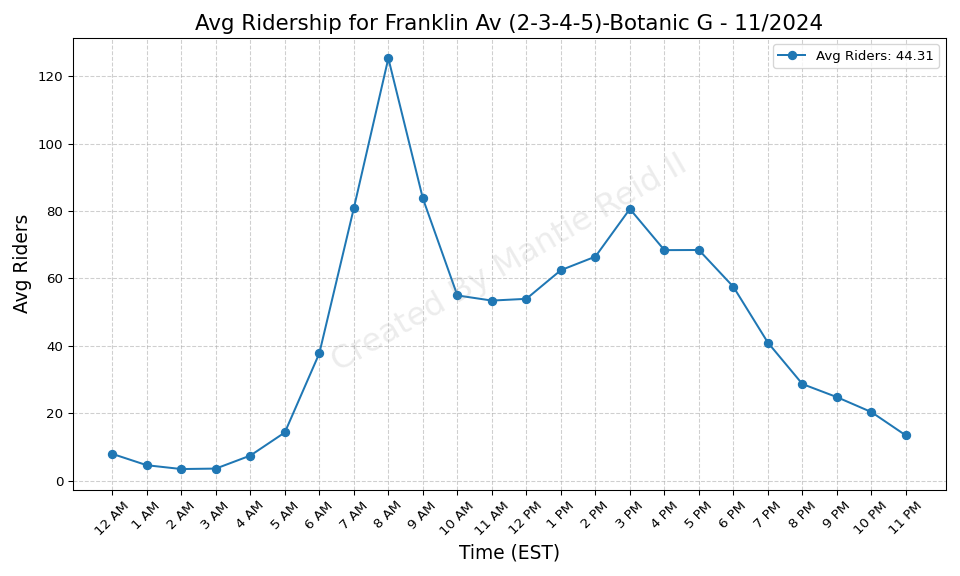 Avg Ridership for Franklin Av (2-3-4-5)-Botanic G - 11/2024
Avg Riders: 44.31
120
100
80
60
40
20
0
Avg Riders
Created By Mantle Reid II
12 AM
1 AM
2 AM
3 AM
4 AM
5 AM
6 AM
7 AM
8 AM
9 AM
10 AM
11 AM
12 PM
1 PM
2 PM
3 PM
4 PM
5 PM
6 PM
7 PM
8 PM
9 PM
10 PM
11 PM
Time (EST)